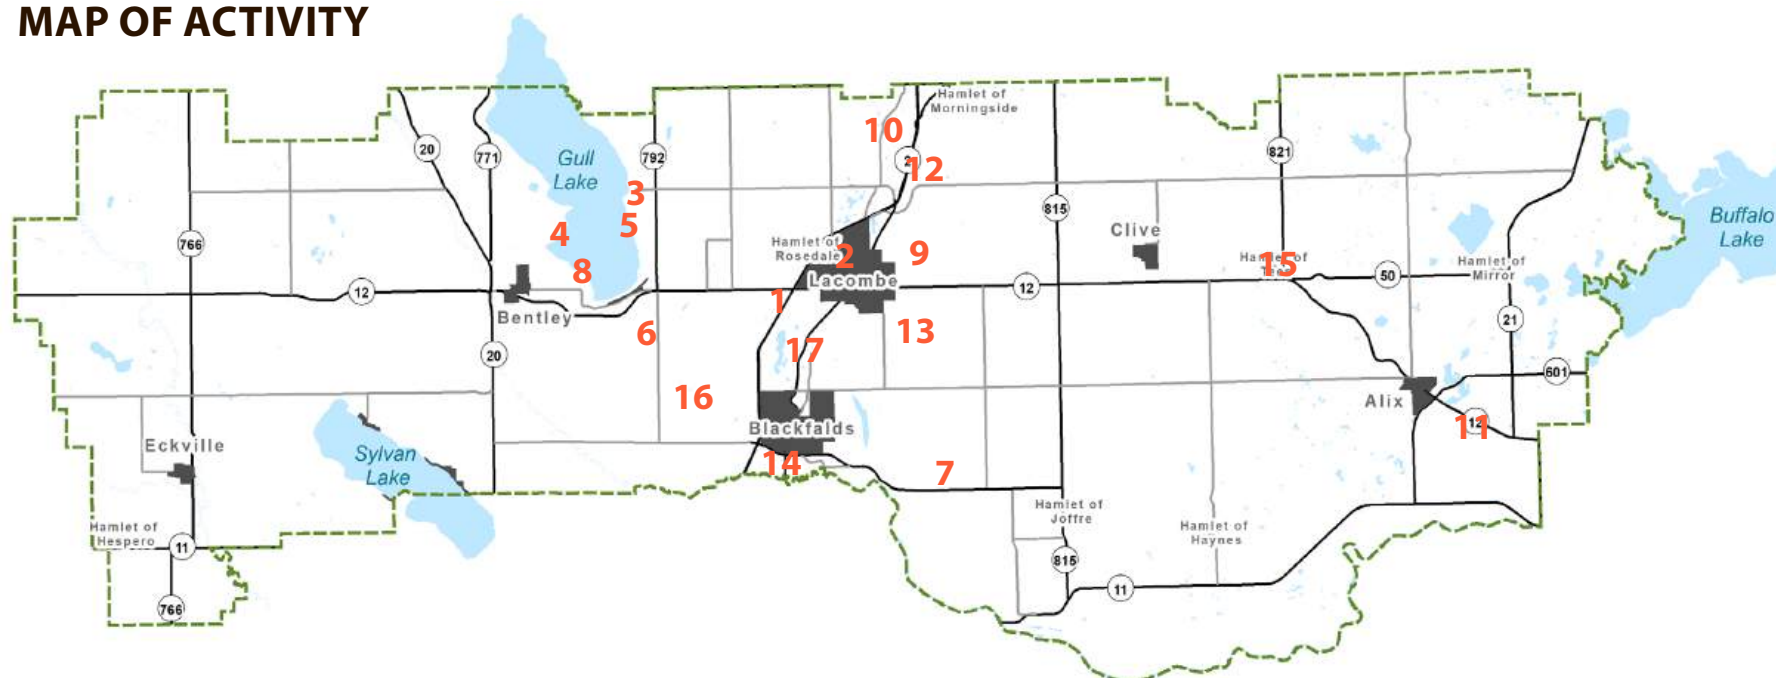 MAP OF ACTIVITY
Hamlet of
Morningside
10
20
771
Gull
Lake
792
2
12
821
3
815
5
4
766
Clive
Buffalo
Lake
Hamlet of
Rosedale
2
9
8
Hamlet of
15
50
Hamlet of
Mirror
Lacombe
12
12
1
Bentley
21
6
13
20
17
601
16
Alix
12
11
Blackfalds
Eckville
Sylvan
Lake
14
7
Hamlet of
Joffre
Hamlet of
Haynes
Hamlet of
Hespero
11
815
11
766